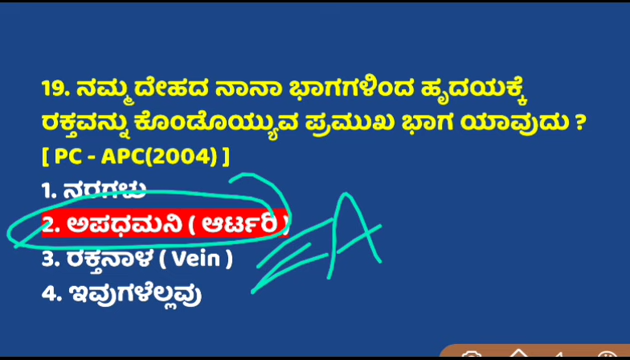 19. ನಮ್ಮ ದೇಹದ ನಾನಾ ಭಾಗಗಳಿಂದ ಹೃದಯಕ್ಕೆ
ರಕ್ತವನ್ನು ಕೊಂಡೊಯ್ಯುವ ಪ್ರಮುಖ ಭಾಗ ಯಾವುದು ?
[ PC - APC(2004) ]
1. ನರಗಳು
2. ಅಪಧಮನಿ ( ಆರ್ಟರಿ )
3. ರಕ್ತನಾಳ ( Vein )
4. ಇವುಗಳೆಲ್ಲವು